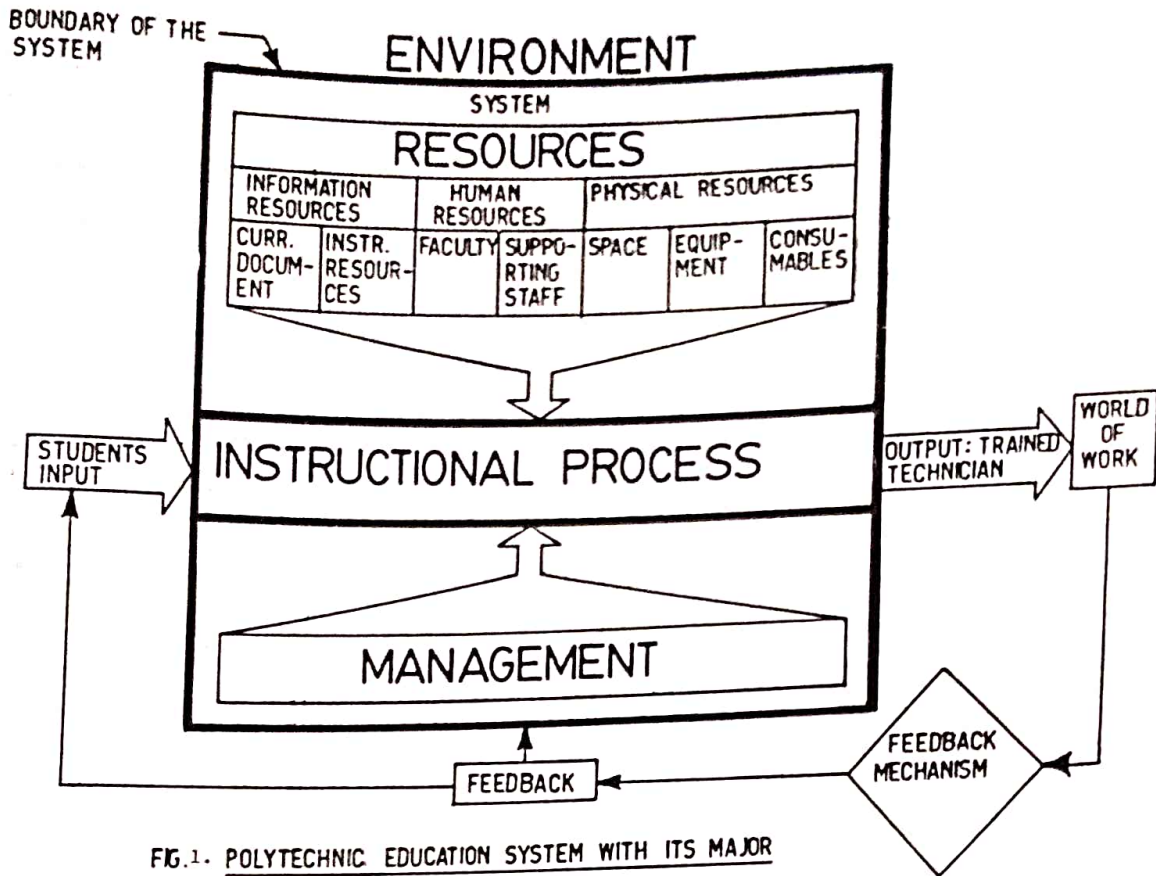 BOUNDARY OF THE
SYSTEM
ENVIRONMENT
SYSTEM
RESOURCES
INFORMATION
RESOURCES
HUMAN
RESOURCES
PHYSICAL RESOURCES
CURR.
DOCUM-
ENT
INSTR.
RESOUR-
CES
FACULTY
SUPPO-
RTING
STAFF
SPACE
EQUIP-
MENT
CONSU-
MABLES
STUDENTS
INPUT
INSTRUCTIONAL PROCESS
OUTPUT: TRAINED
TECHNICIAN
WORLD
OF
WORK
MANAGEMENT
FEEDBACK
MECHANISM
FEEDBACK
FIG.1. POLYTECHNIC EDUCATION SYSTEM WITH ITS MAJOR